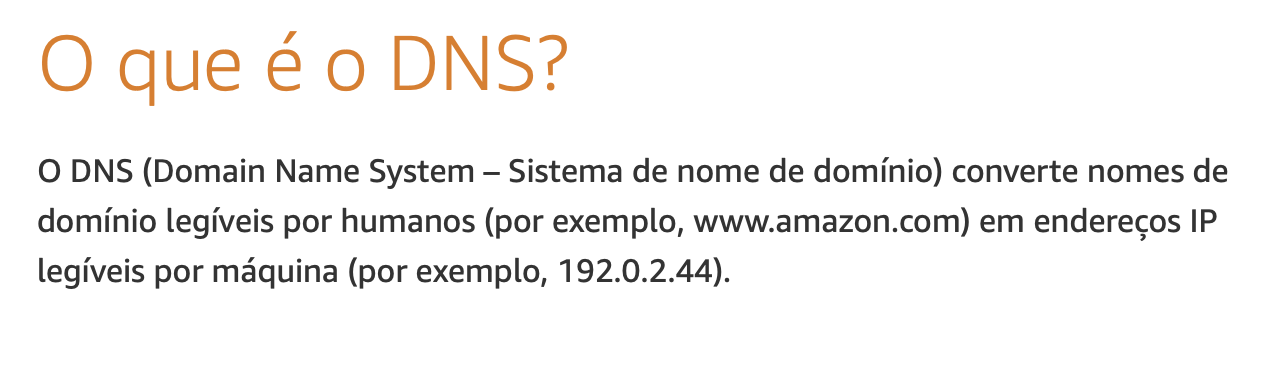 O que é o DNS?
O DNS (Domain Name System – Sistema de nome de domínio) converte nomes de
domínio legíveis por humanos (por exemplo, www.amazon.com) em endereços IP
legíveis por máquina (por exemplo, 192.0.2.44).